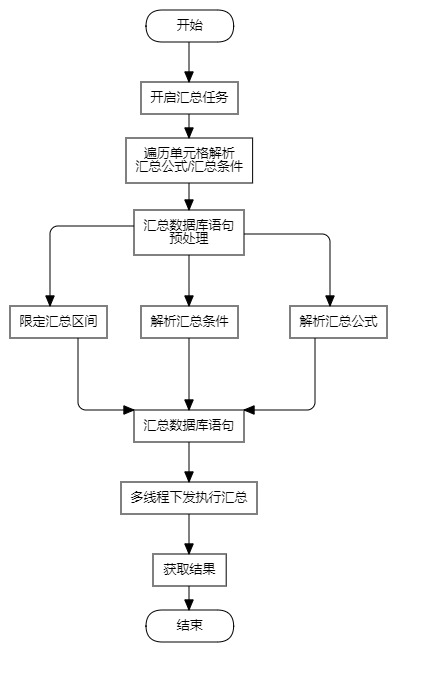 开始
开启汇总任务
遍历单元格解析
汇总公式/汇总条件
汇总数据库语句
预处理
限定汇总区间
解析汇总条件
解析汇总公式
汇总数据库语句
多线程下发执行汇总
获取结果
结束